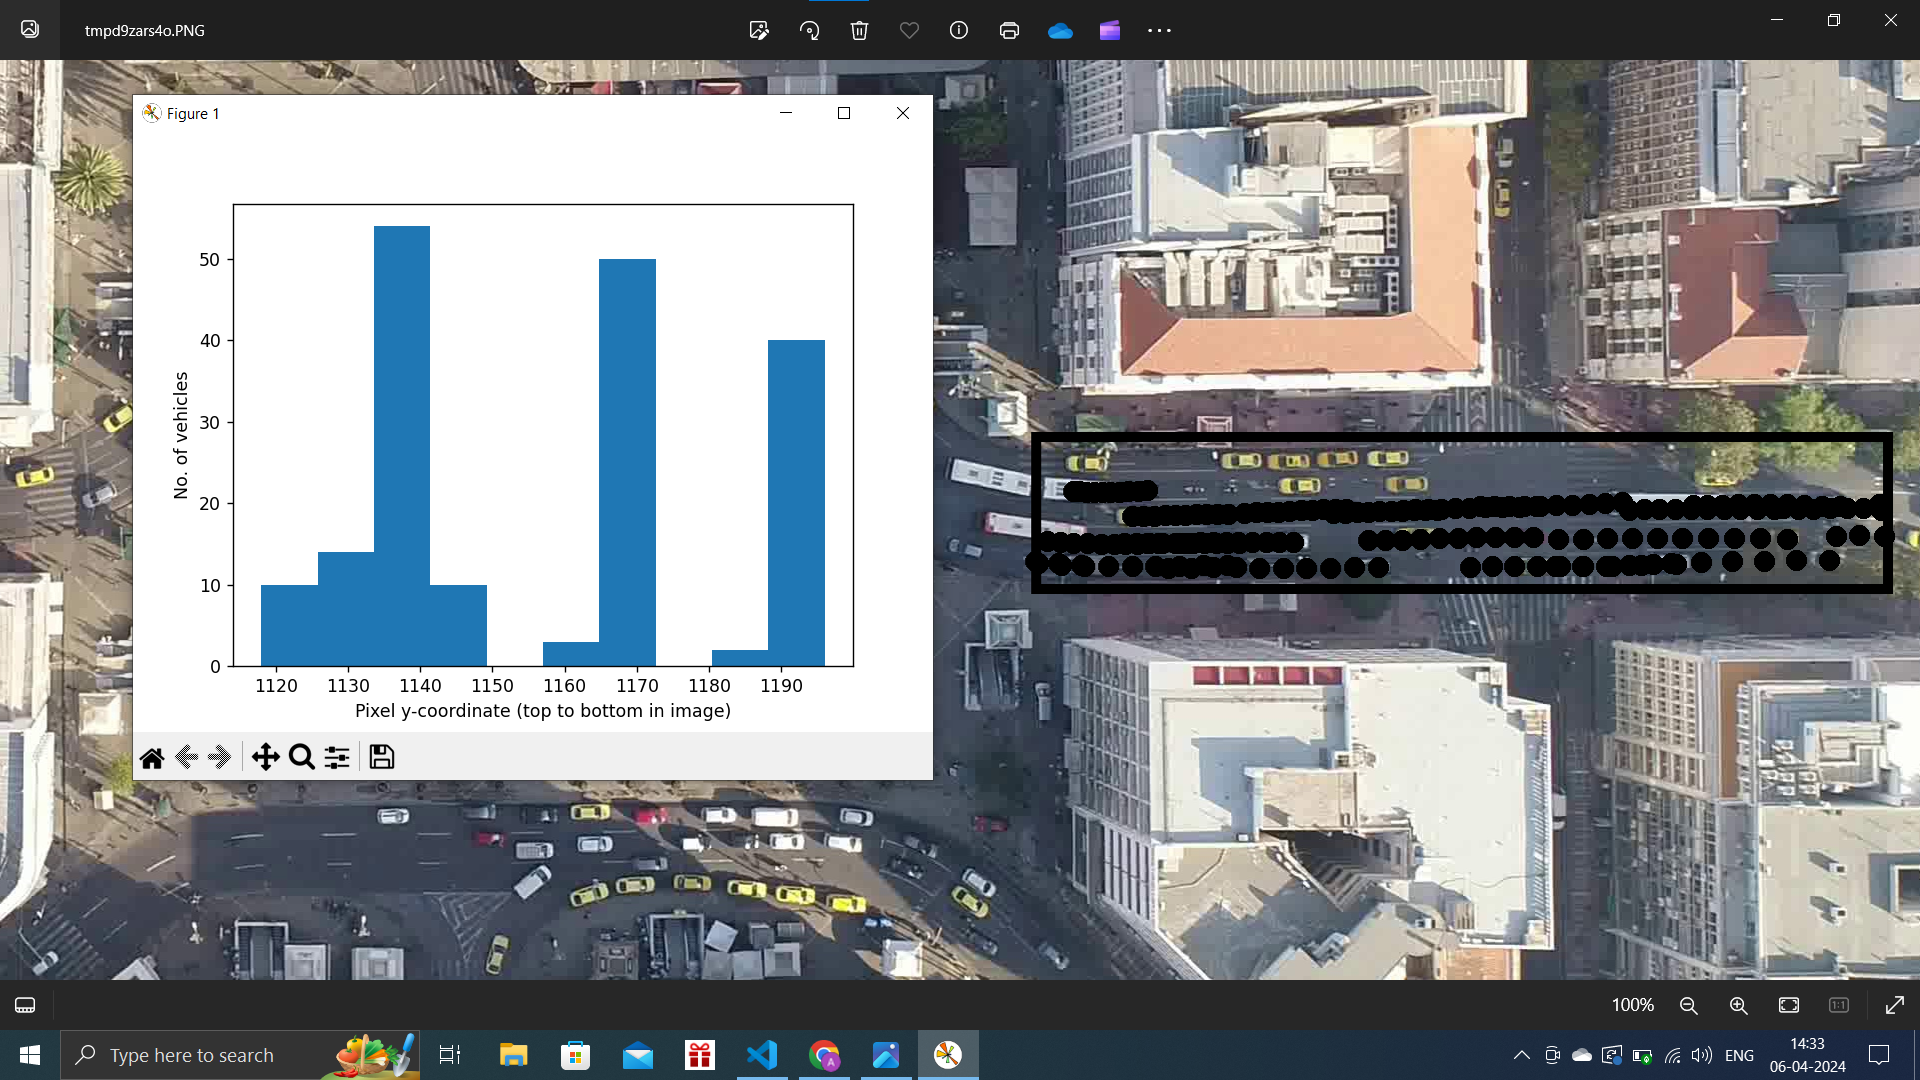 tmpd9zars4o.PNG
Figure 1
50
40
30
20
10
0
No. of vehicles
1120 1130 1140 1150 1160 1170 1180 1190
Pixel y-coordinate (top to bottom in image)
100%
1:1
Type here to search
A
ENG
14:33
06-04-2024